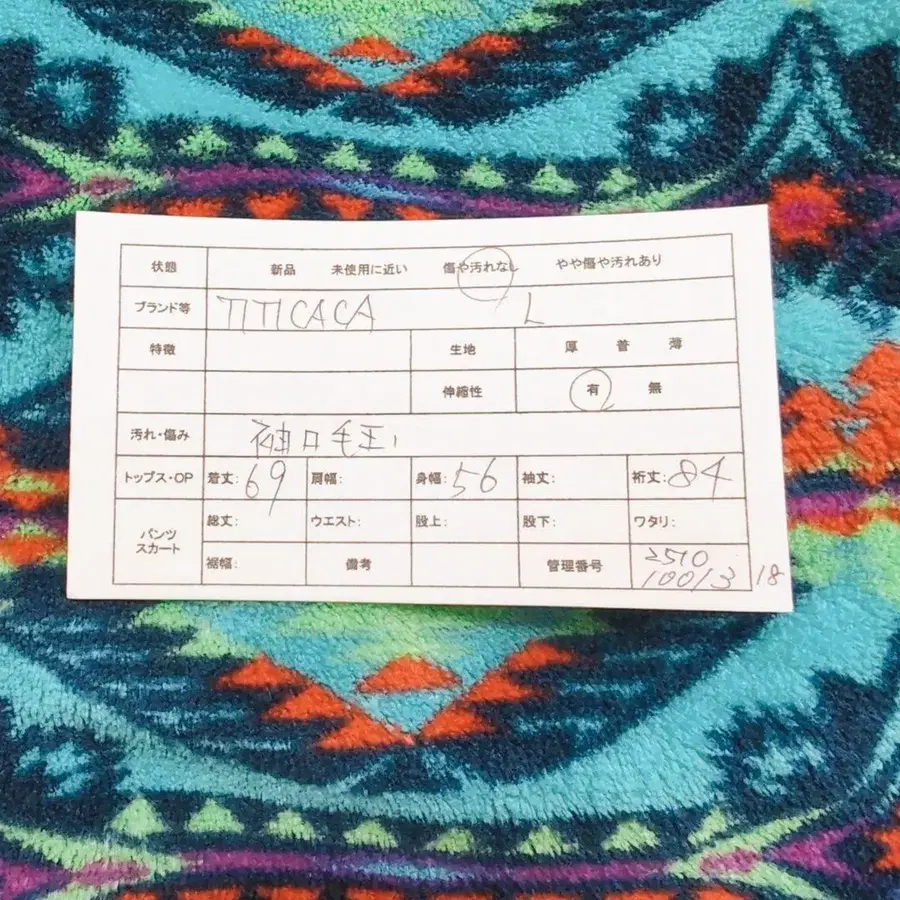 状態 新品 未使用に近い 傷や汚れなし やや傷や汚れあり
ブランド等 TITICACA L
特徴 生地 厚 普 薄
伸縮性 有 無
汚れ・傷み 袖口毛玉
トップス・OP 着丈:69 肩幅: 身幅:56 袖丈: 裄丈:84
パンツ スカート 総丈: ウエスト: 股上: 股下: ワタリ:
裾幅: 備考 管理番号 2510
10013 18